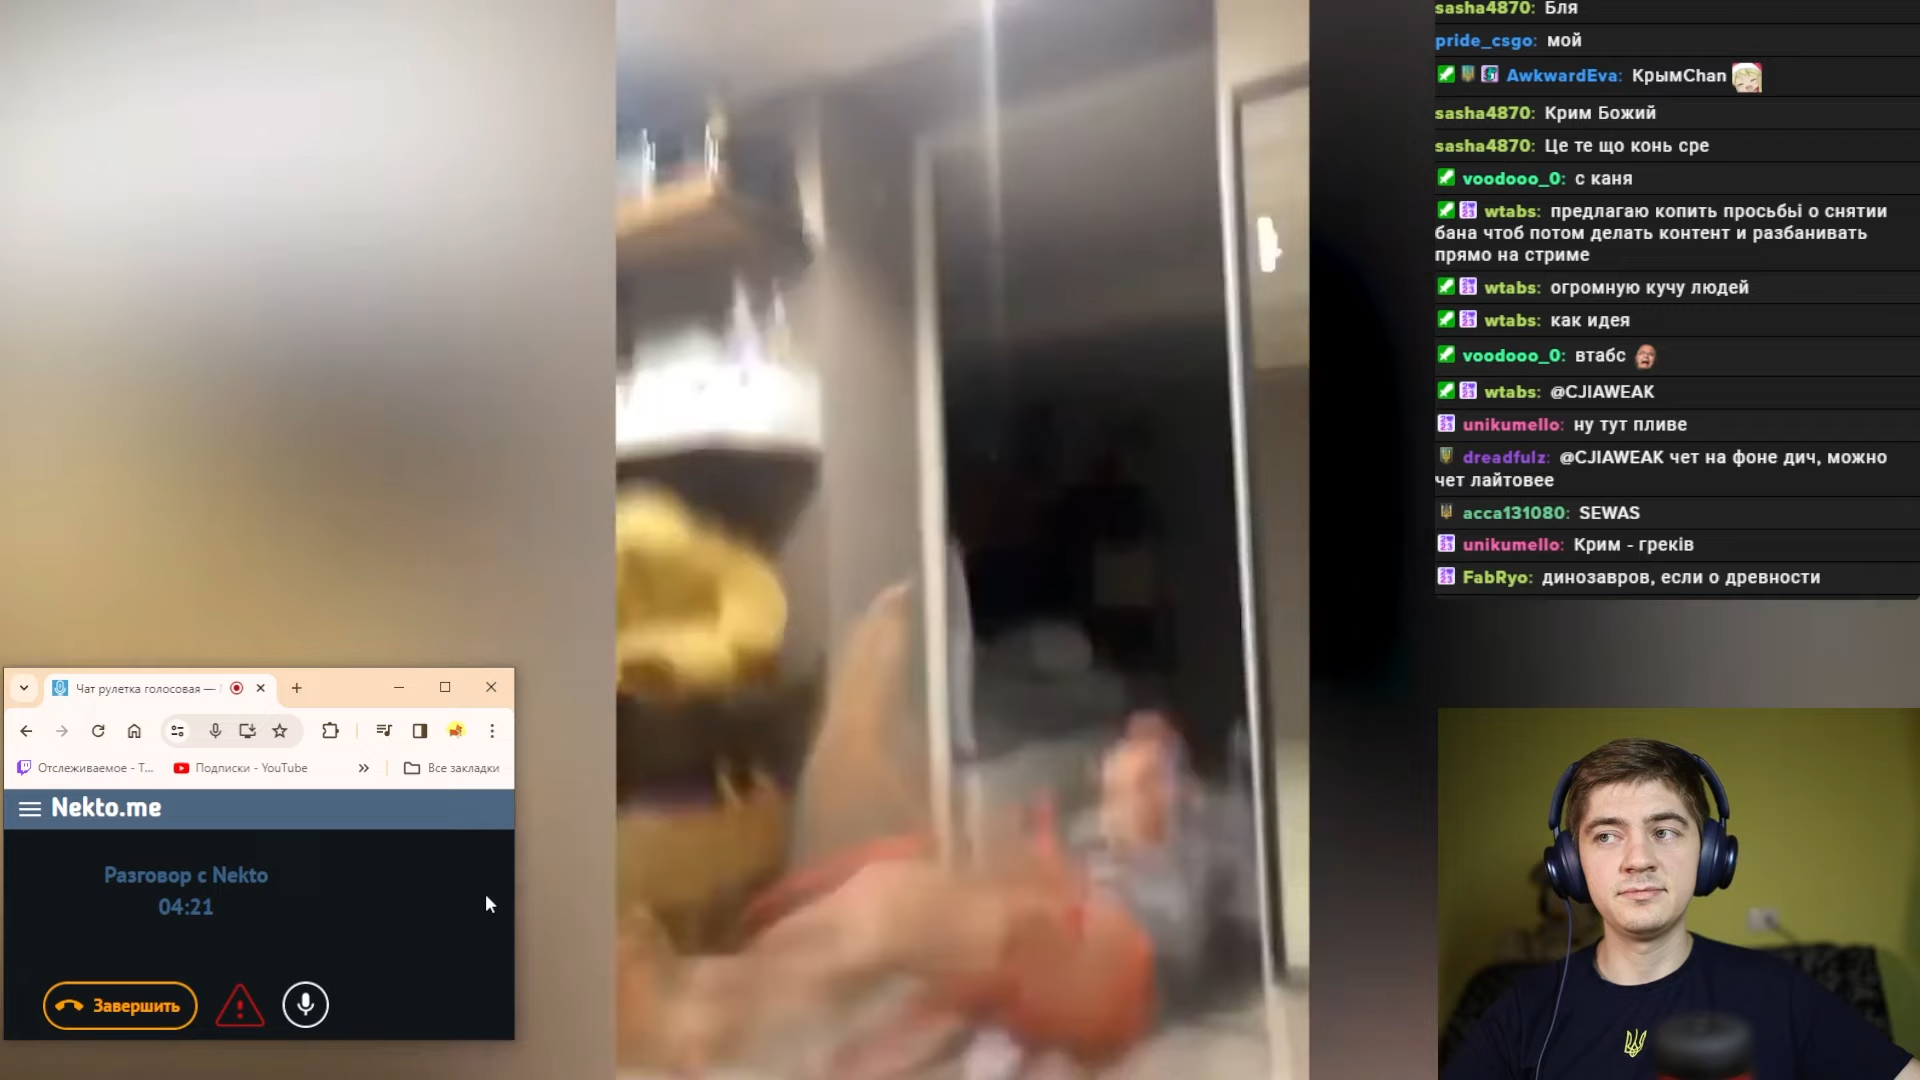 sasha4870: Бля
pride_csgo: мой
AwkwardEva: КрымChan
sasha4870: Крим Божий
sasha4870: Це те що конь сре
voodooo_0: с каня
wtabs: предлагаю копить просьбьі о снятии
бана чтоб потом делать контент и разбанивать
прямо на стриме
wtabs: огромную кучу людей
wtabs: как идея
voodooo_0: втабс
wtabs: @CJIAWEAK
unikumello: ну тут пливе
dreadfulz: @CJIAWEAK чет на фоне дич, можно
чет лайтовее
acca131080: SEWAS
unikumello: Крим - греків
FabRyo: динозавров, если о древности
Чат рулетка голосовая —
Отслеживаемое - T...
Подписки - YouTube
Все закладки
Nekto.me
Разговор с Nekto
04:21
Завершить